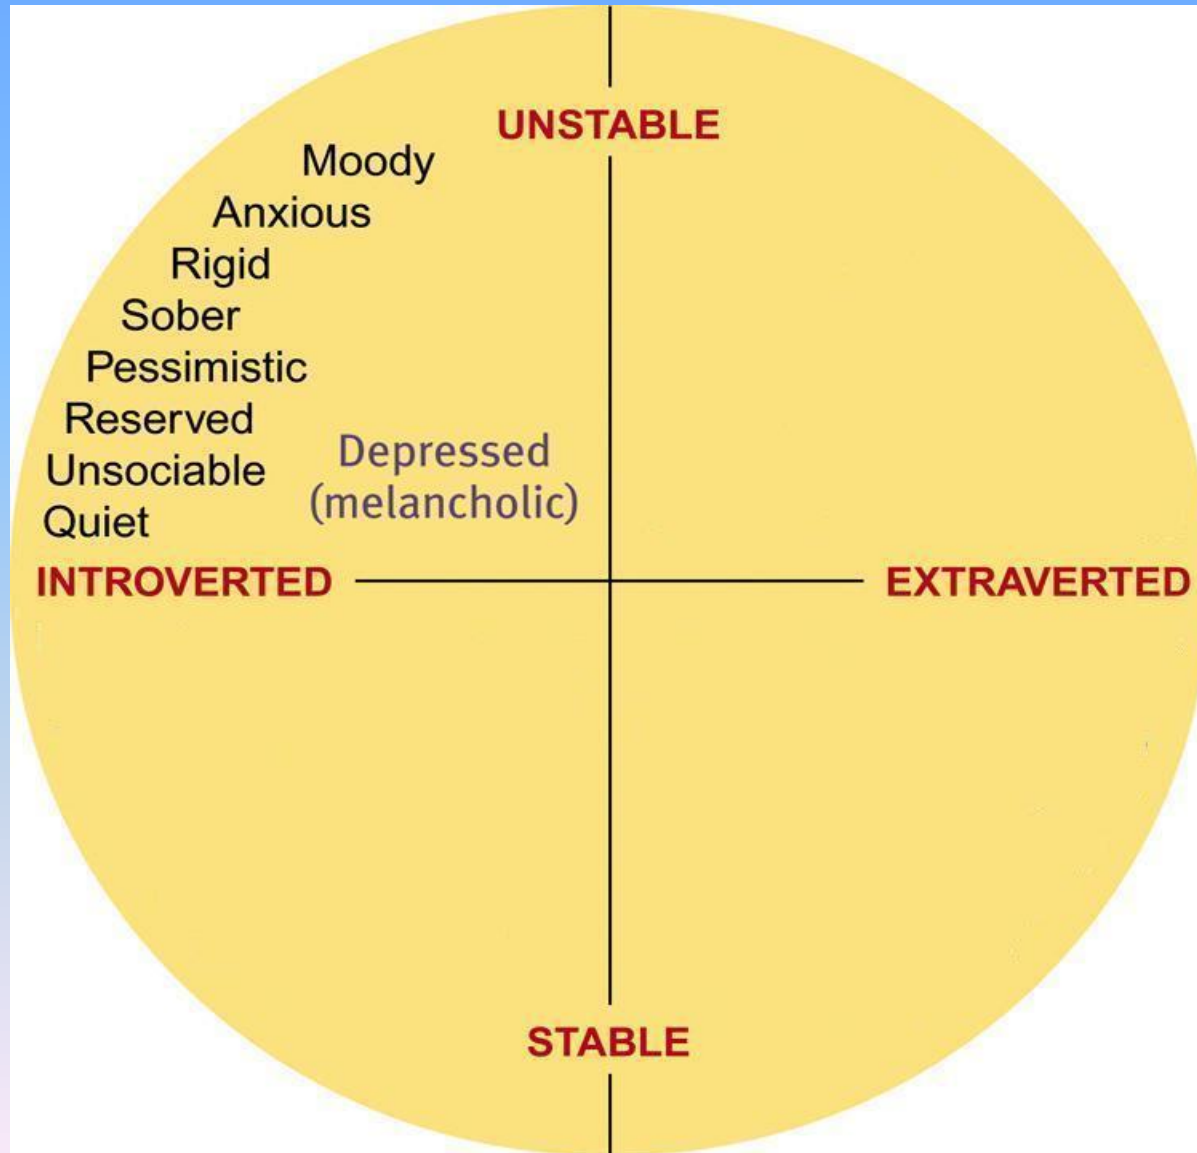 UNSTABLE
Moody
Anxious
Rigid
Sober
Pessimistic
Reserved
Unsociable
Quiet
Depressed
(melancholic)
INTROVERTED
EXTRAVERTED
STABLE